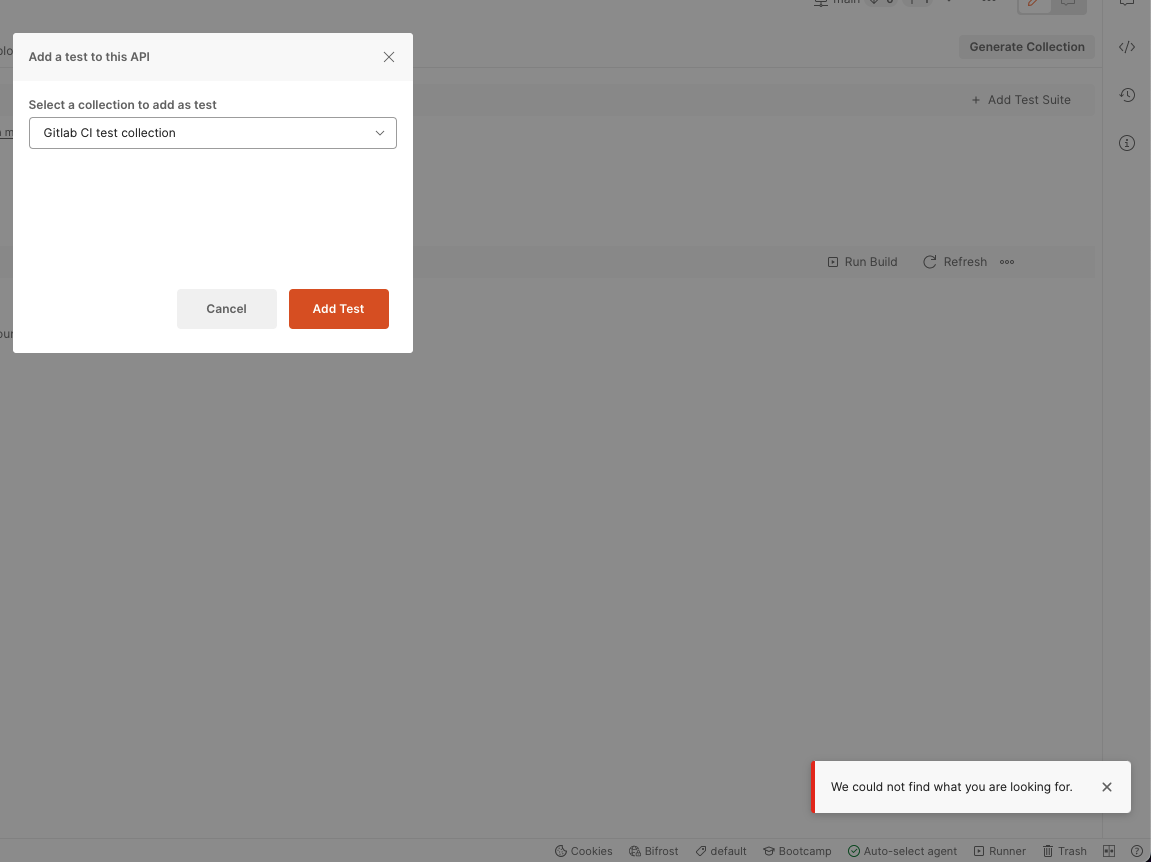 main
Generate Collection
Add a test to this API
Select a collection to add as test
Add Test Suite
Gitlab CI test collection
Run Build
Refresh
Cancel
Add Test
We could not find what you are looking for.
Cookies
Bifrost
default
Bootcamp
Auto-select agent
Runner
Trash